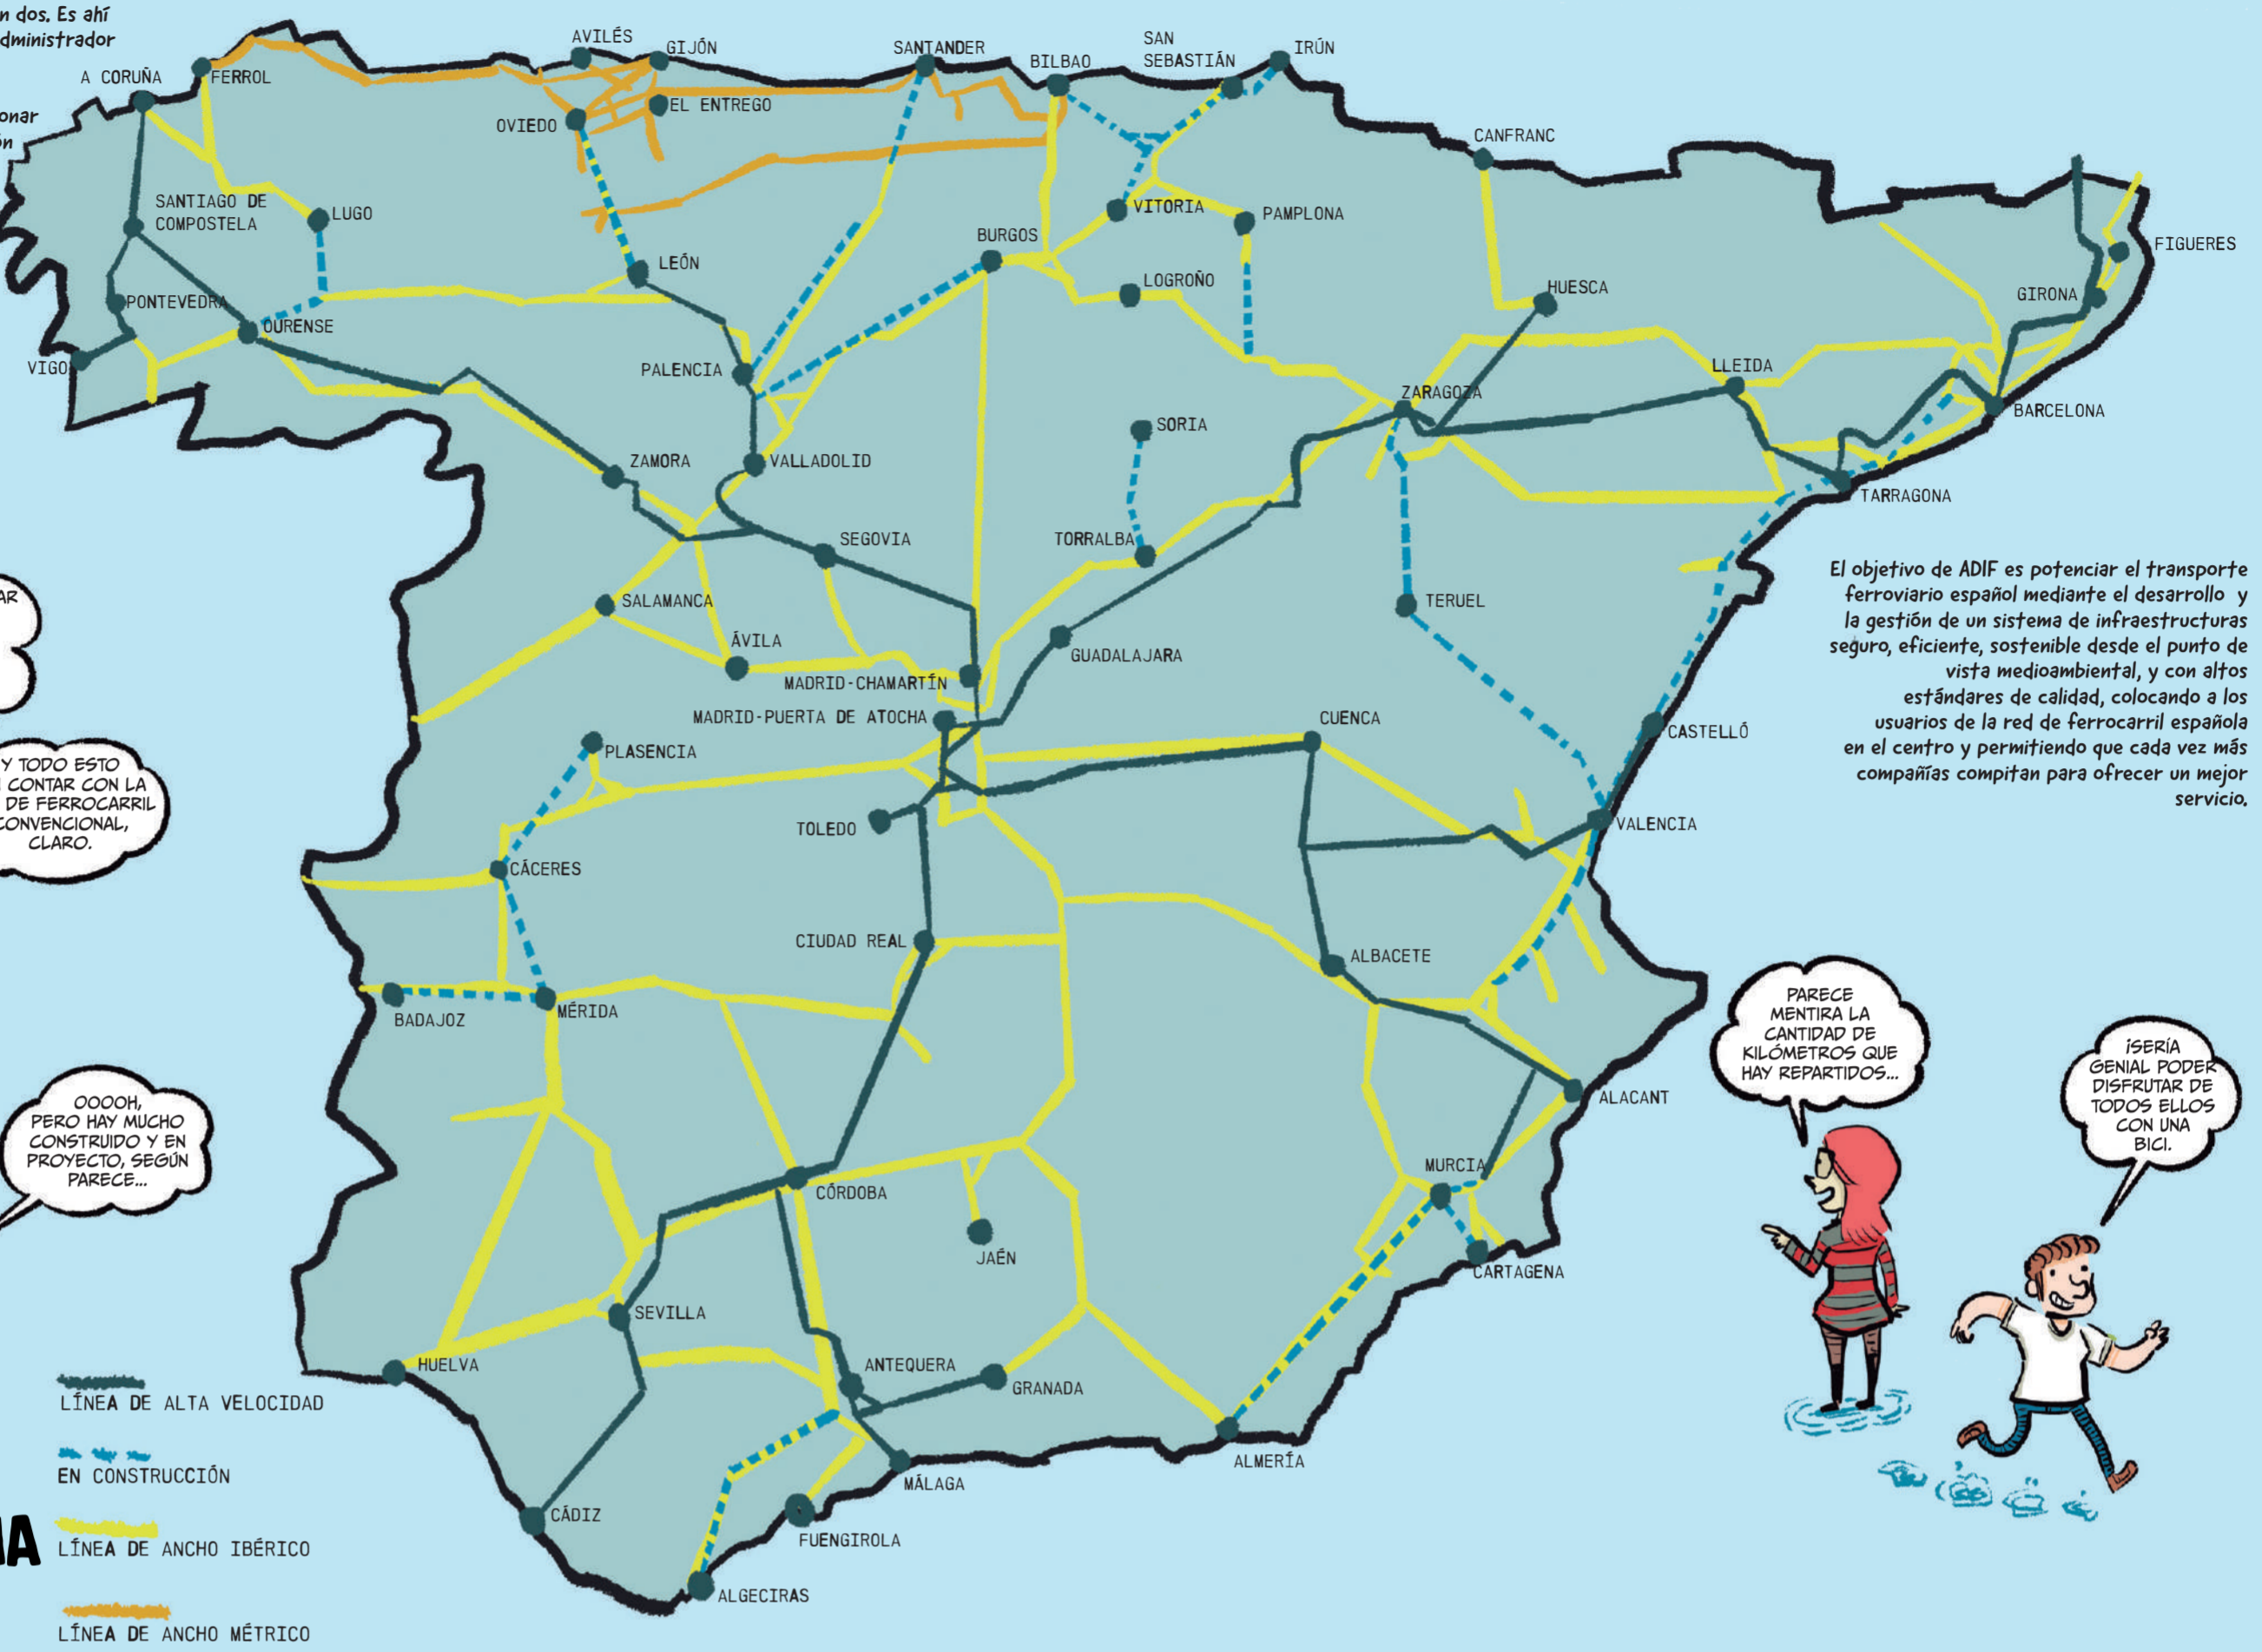 n dos. Es ahí
dministrador
onar
ón
AVILÉS
GIJÓN
SANTANDER
BILBAO
SAN
SEBASTIÁN
IRÚN
A CORUÑA
FERROL
EL ENTREGO
OVIEDO
CANFRANC
SANTIAGO DE
COMPOSTELA
LUGO
VITORIA
PAMPLONA
BURGOS
FIGUERES
LEÓN
LOGROÑO
HUESCA
GIRONA
PONTEVEDRA
OURENSE
VIGO
PALENCIA
LLEIDA
ZARAGOZA
BARCELONA
SORIA
ZAMORA
VALLADOLID
TARRAGONA
SEGOVIA
TORRALBA
SALAMANCA
TERUEL
ÁVILA
GUADALAJARA
MADRID-CHAMARTÍN
MADRID-PUERTA DE ATOCHA
CUENCA
CASTELLÓ
PLASENCIA
TOLEDO
VALENCIA
CÁCERES
CIUDAD REAL
ALBACETE
BADAJOZ
MÉRIDA
ALACANT
MURCIA
CÓRDOBA
JAÉN
CARTAGENA
SEVILLA
HUELVA
ANTEQUERA
GRANADA
ALMERÍA
MÁLAGA
CÁDIZ
FUENGIROLA
ALGECIRAS
El objetivo de ADIF es potenciar el transporte
ferroviario español mediante el desarrollo y
la gestión de un sistema de infraestructuras
seguro, eficiente, sostenible desde el punto de
vista medioambiental, y con altos
estándares de calidad, colocando a los
usuarios de la red de ferrocarril española
en el centro y permitiendo que cada vez más
compañías compitan para ofrecer un mejor
servicio.
AR
Y TODO ESTO
CONTAR CON LA
DE FERROCARRIL
CONVENCIONAL,
CLARO.
OOOOH,
PERO HAY MUCHO
CONSTRUIDO Y EN
PROYECTO, SEGÚN
PARECE...
PARECE
MENTIRA LA
CANTIDAD DE
KILÓMETROS QUE
HAY REPARTIDOS...
¡SERÍA
GENIAL PODER
DISFRUTAR DE
TODOS ELLOS
CON UNA
BICI.
LÍNEA DE ALTA VELOCIDAD
EN CONSTRUCCIÓN
LÍNEA DE ANCHO IBÉRICO
LÍNEA DE ANCHO MÉTRICO